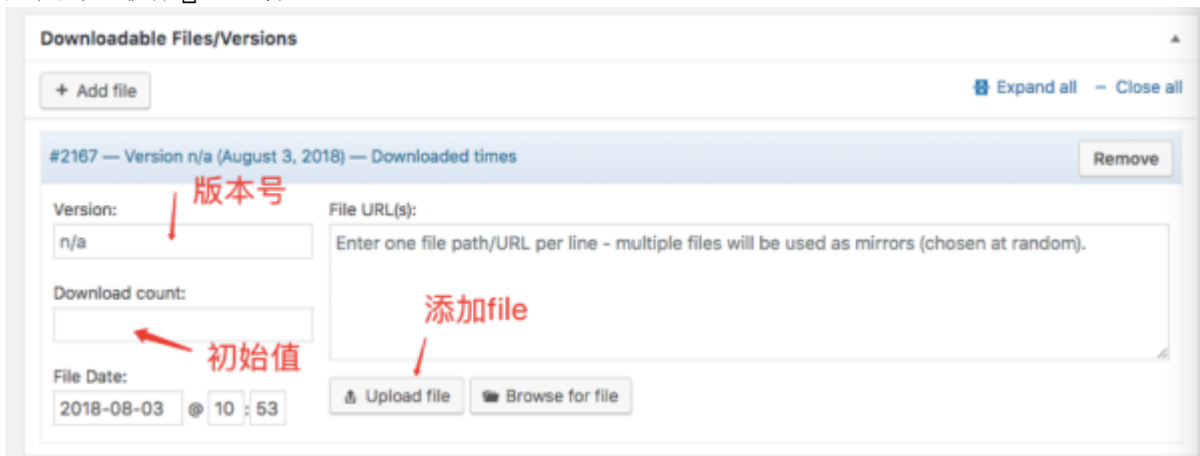 Downloadable Files/Versions
+ Add file
Expand all − Close all
#2167 — Version n/a (August 3, 2018) — Downloaded times
Remove
版本号
Version:
File URL(s):
n/a
Enter one file path/URL per line - multiple files will be used as mirrors (chosen at random).
Download count:
添加file
初始值
File Date:
Upload file
Browse for file
2018-08-03 @ 10 : 53